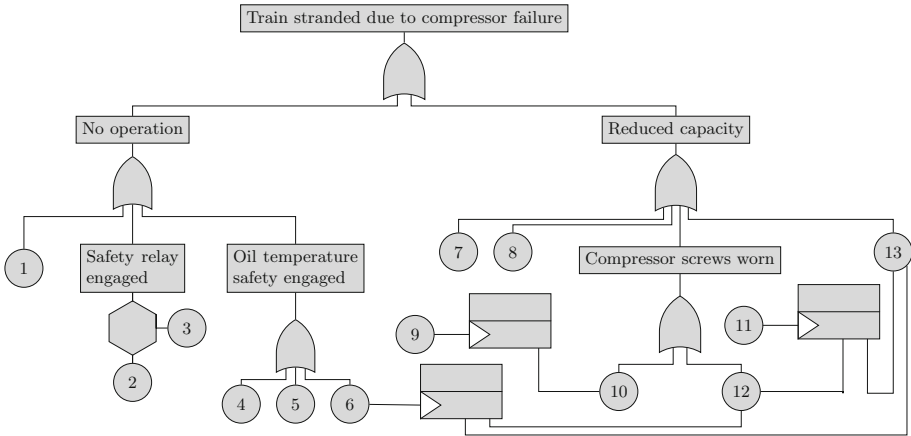 Train stranded due to compressor failure
No operation
Reduced capacity
1
Safety relay
engaged
Oil temperature
safety engaged
7
8
Compressor screws worn
13
3
9
11
2
4
5
6
10
12